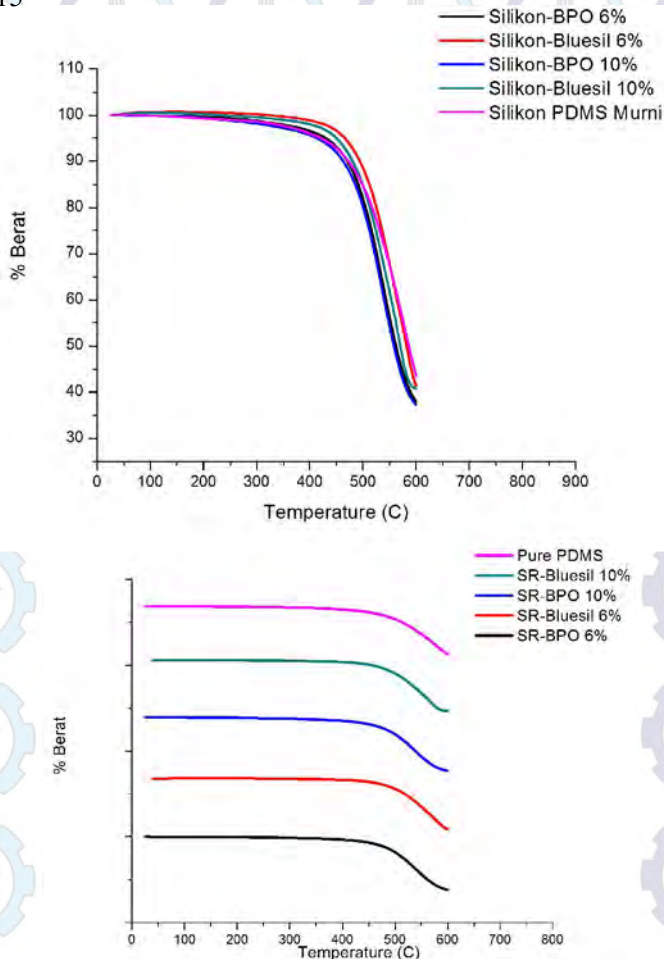 15
Silikon-BPO 6%
Silikon-Bluesil 6%
Silikon-BPO 10%
Silikon-Bluesil 10%
Silikon PDMS Murni
110
100
90
80
70
60
50
40
30
% Berat
0 100 200 300 400 500 600 700 800 900
Temperature (C)
Pure PDMS
SR-Bluesil 10%
SR-BPO 10%
SR-Bluesil 6%
SR-BPO 6%
% Berat
0 100 200 300 400 500 600 700 800
Temperature (C)